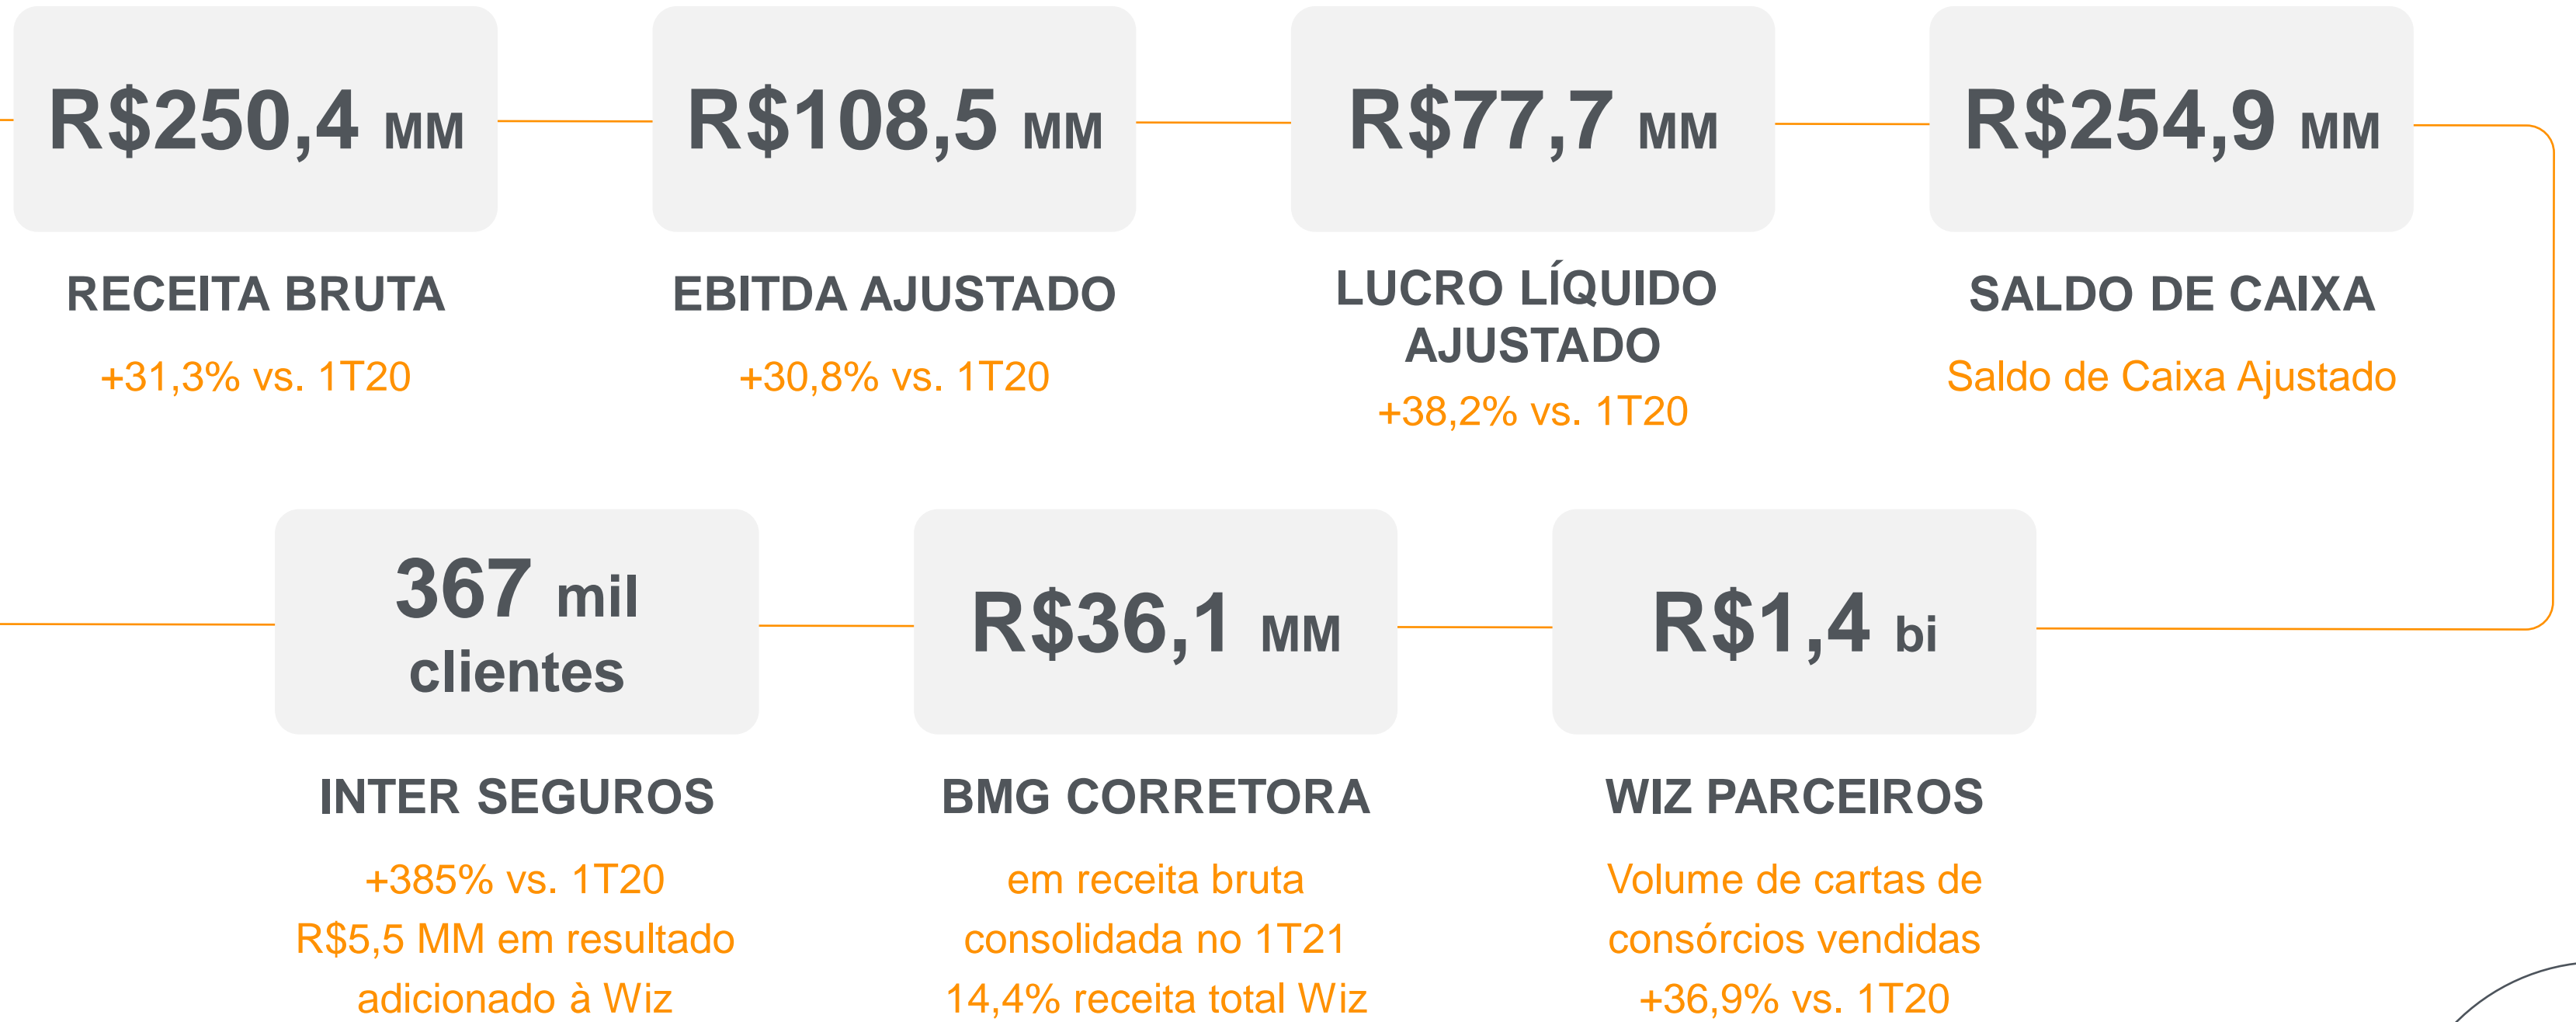 R$250,4 MM
RECEITA BRUTA
+31,3% vs. 1T20
R$108,5 MM
EBITDA AJUSTADO
+30,8% vs. 1T20
R$77,7 MM
LUCRO LÍQUIDO
AJUSTADO
+38,2% vs. 1T20
R$254,9 MM
SALDO DE CAIXA
Saldo de Caixa Ajustado
367 mil
clientes
INTER SEGUROS
+385% vs. 1T20
R$5,5 MM em resultado
adicionado à Wiz
R$36,1 MM
BMG CORRETORA
em receita bruta
consolidada no 1T21
14,4% receita total Wiz
R$1,4 bi
WIZ PARCEIROS
Volume de cartas de
consórcios vendidas
+36,9% vs. 1T20